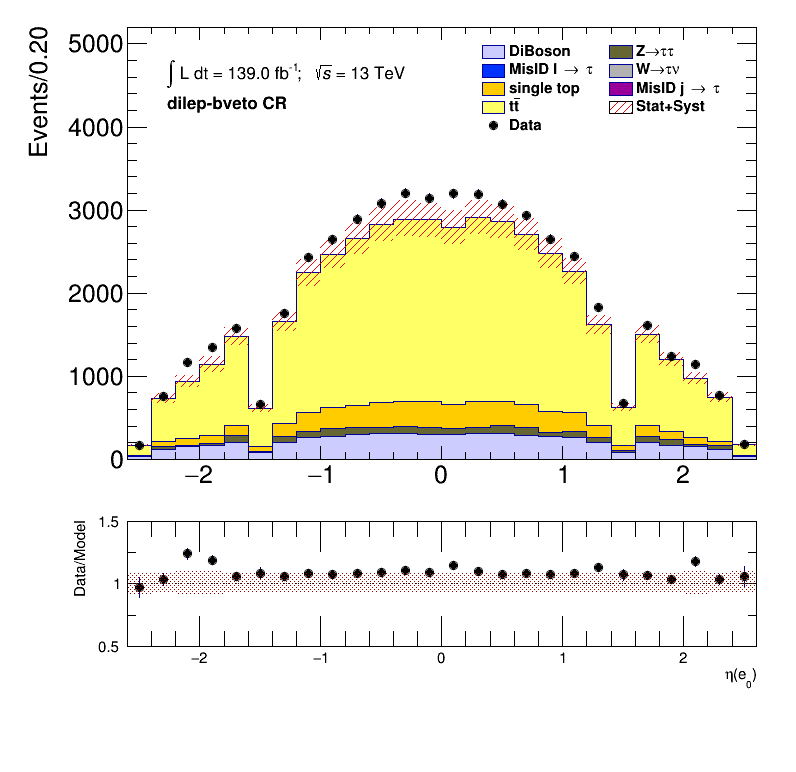 Events/0.20
5000
4000
3000
2000
1000
0
∫ L dt = 139.0 fb⁻¹; √s = 13 TeV
dilep-bveto CR
DiBoson
Z→ττ
MisID l → τ
W→τν
single top
MisID j → τ
tt̄
Stat+Syst
Data
−2 −1 0 1 2
Data/Model
1.5
1
0.5
−2 −1 0 1 2
η(e₀)